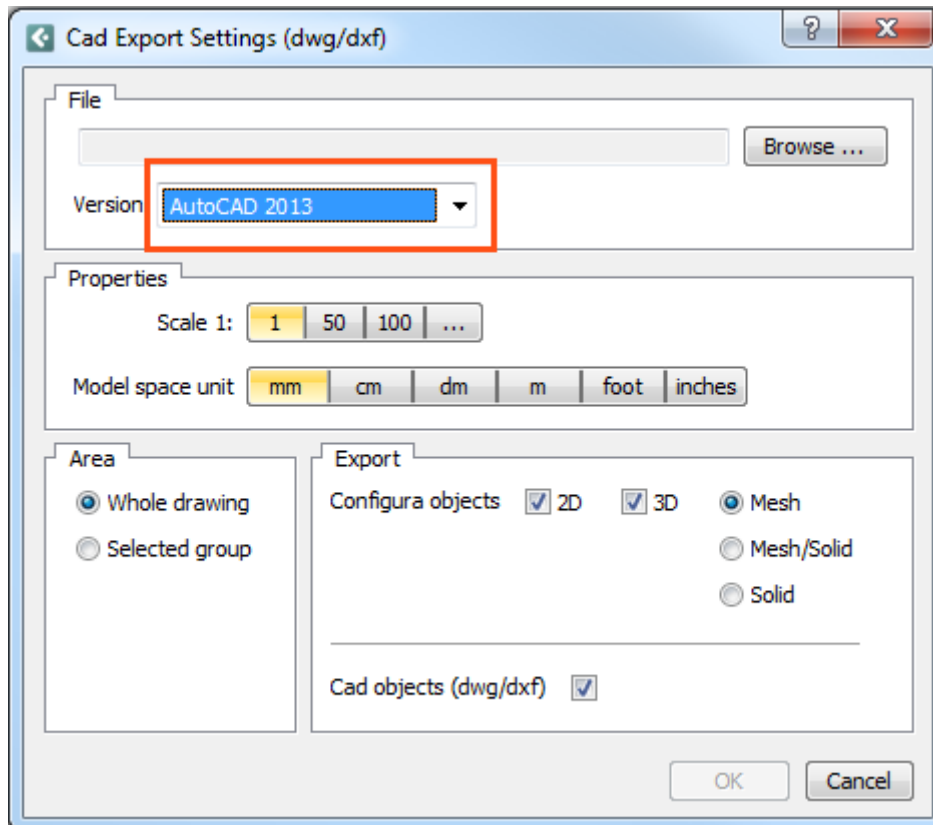 Cad Export Settings (dwg/dxf)
File
Browse ...
Version AutoCAD 2013
Properties
Scale 1: 1 50 100 ...
Model space unit mm cm dm m foot inches
Area
Whole drawing
Selected group
Export
Configura objects 2D 3D Mesh
Mesh/Solid
Solid
Cad objects (dwg/dxf)
OK Cancel